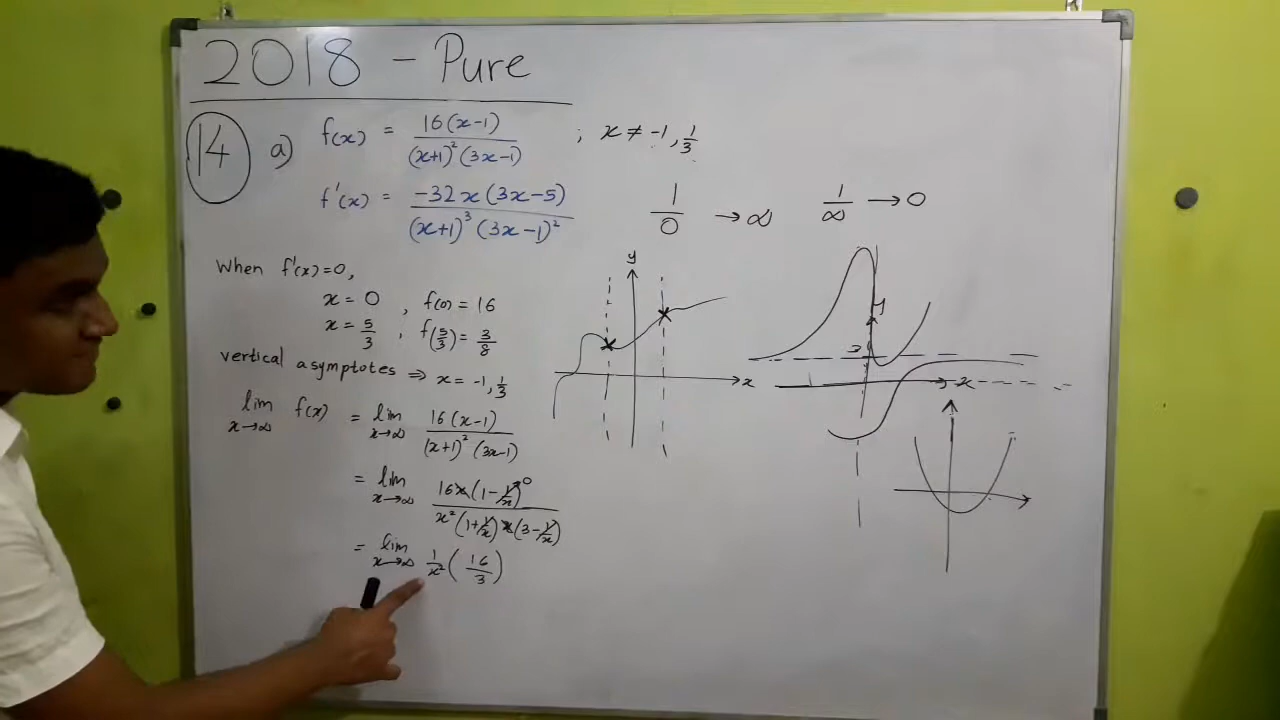 2018 - Pure
14 a) f(x) = 16(x-1) / (x+1)² (3x-1) ; x ≠ -1, 1/3
f'(x) = -32x(3x-5) / (x+1)³ (3x-1)²
1/0 → ∞ 1/∞ → 0
When f'(x)=0,
x = 0 , f(0) = 16
x = 5/3 , f(5/3) = 3/8
vertical asymptotes ⇒ x = -1, 1/3
lim x→∞ f(x) = lim x→∞ 16(x-1) / (x+1)² (3x-1)
= lim x→∞ 16x(1-1/x)⁰ / x²(1+1/x) x(3-1/x)
= lim x→∞ 1/x² (16/3)
y
x
y
x